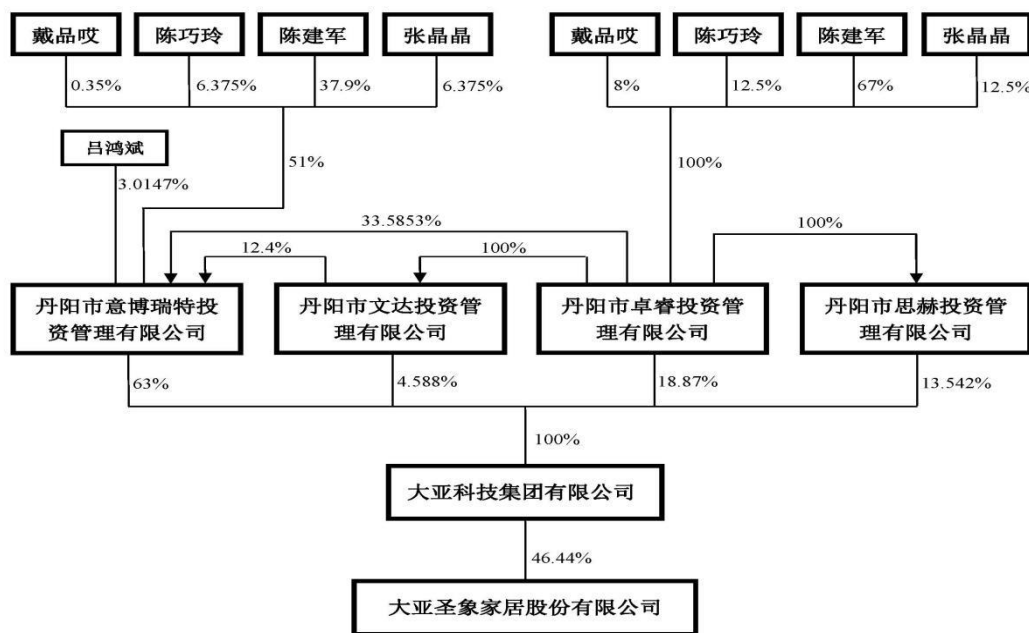 戴品哎 陈巧玲 陈建军 张晶晶 戴品哎 陈巧玲 陈建军 张晶晶
0.35% 6.375% 37.9% 6.375% 8% 12.5% 67% 12.5%
吕鸿斌
51% 100%
3.0147%
33.5853%
12.4% 100% 100%
丹阳市意博瑞特投
资管理有限公司
丹阳市文达投资管
理有限公司
丹阳市卓睿投资管
理有限公司
丹阳市思赫投资管
理有限公司
63% 4.588% 18.87% 13.542%
100%
大亚科技集团有限公司
46.44%
大亚圣象家居股份有限公司